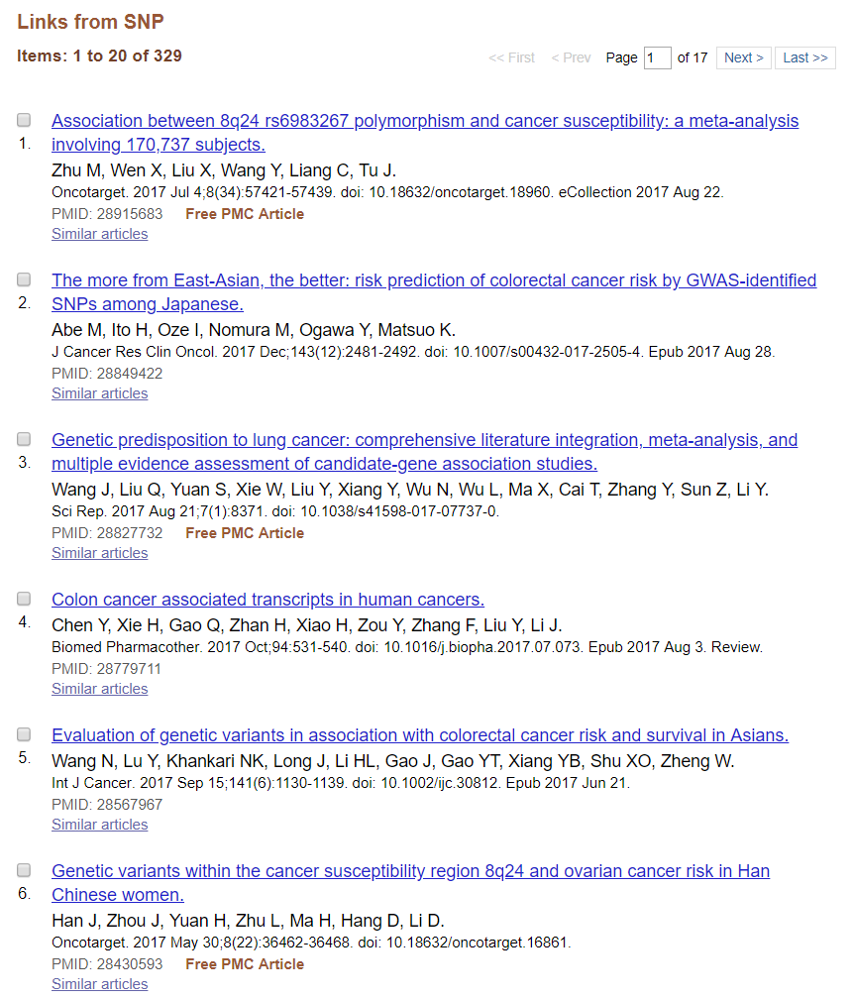 Links from SNP
Items: 1 to 20 of 329
<< First < Prev Page 1 of 17 Next > Last >>
Association between 8q24 rs6983267 polymorphism and cancer susceptibility: a meta-analysis
1. involving 170,737 subjects.
Zhu M, Wen X, Liu X, Wang Y, Liang C, Tu J.
Oncotarget. 2017 Jul 4;8(34):57421-57439. doi: 10.18632/oncotarget.18960. eCollection 2017 Aug 22.
PMID: 28915683 Free PMC Article
Similar articles
The more from East-Asian, the better: risk prediction of colorectal cancer risk by GWAS-identified
2. SNPs among Japanese.
Abe M, Ito H, Oze I, Nomura M, Ogawa Y, Matsuo K.
J Cancer Res Clin Oncol. 2017 Dec;143(12):2481-2492. doi: 10.1007/s00432-017-2505-4. Epub 2017 Aug 28.
PMID: 28849422
Similar articles
Genetic predisposition to lung cancer: comprehensive literature integration, meta-analysis, and
3. multiple evidence assessment of candidate-gene association studies.
Wang J, Liu Q, Yuan S, Xie W, Liu Y, Xiang Y, Wu N, Wu L, Ma X, Cai T, Zhang Y, Sun Z, Li Y.
Sci Rep. 2017 Aug 21;7(1):8371. doi: 10.1038/s41598-017-07737-0.
PMID: 28827732 Free PMC Article
Similar articles
Colon cancer associated transcripts in human cancers.
4. Chen Y, Xie H, Gao Q, Zhan H, Xiao H, Zou Y, Zhang F, Liu Y, Li J.
Biomed Pharmacother. 2017 Oct;94:531-540. doi: 10.1016/j.biopha.2017.07.073. Epub 2017 Aug 3. Review.
PMID: 28779711
Similar articles
Evaluation of genetic variants in association with colorectal cancer risk and survival in Asians.
5. Wang N, Lu Y, Khankari NK, Long J, Li HL, Gao J, Gao YT, Xiang YB, Shu XO, Zheng W.
Int J Cancer. 2017 Sep 15;141(6):1130-1139. doi: 10.1002/ijc.30812. Epub 2017 Jun 21.
PMID: 28567967
Similar articles
Genetic variants within the cancer susceptibility region 8q24 and ovarian cancer risk in Han
6. Chinese women.
Han J, Zhou J, Yuan H, Zhu L, Ma H, Hang D, Li D.
Oncotarget. 2017 May 30;8(22):36462-36468. doi: 10.18632/oncotarget.16861.
PMID: 28430593 Free PMC Article
Similar articles